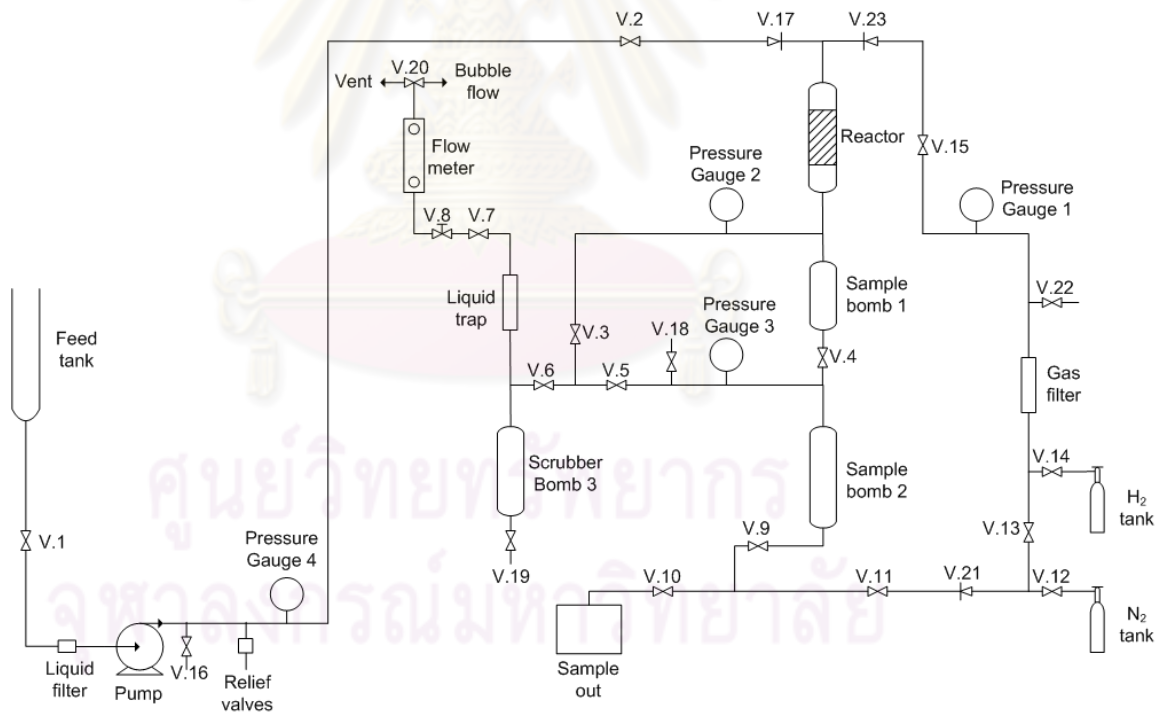 V.2
V.17
V.23
Vent
V.20
Bubble
flow
Flow
meter
Reactor
V.15
Pressure
Gauge 2
Pressure
Gauge 1
V.8
V.7
Liquid
trap
Sample
bomb 1
V.22
Feed
tank
V.3
V.18
Pressure
Gauge 3
V.4
V.6
V.5
Gas
filter
Scrubber
Bomb 3
Sample
bomb 2
V.14
H2
tank
ศูนย์วิทยทรัพยากร
V.1
Pressure
Gauge 4
V.19
V.9
V.13
V.10
V.11
V.21
V.12
N2
tank
จุฬาลงกรณ์มหาวิทยาลัย
Liquid
filter
Pump
V.16
Relief
valves
Sample
out